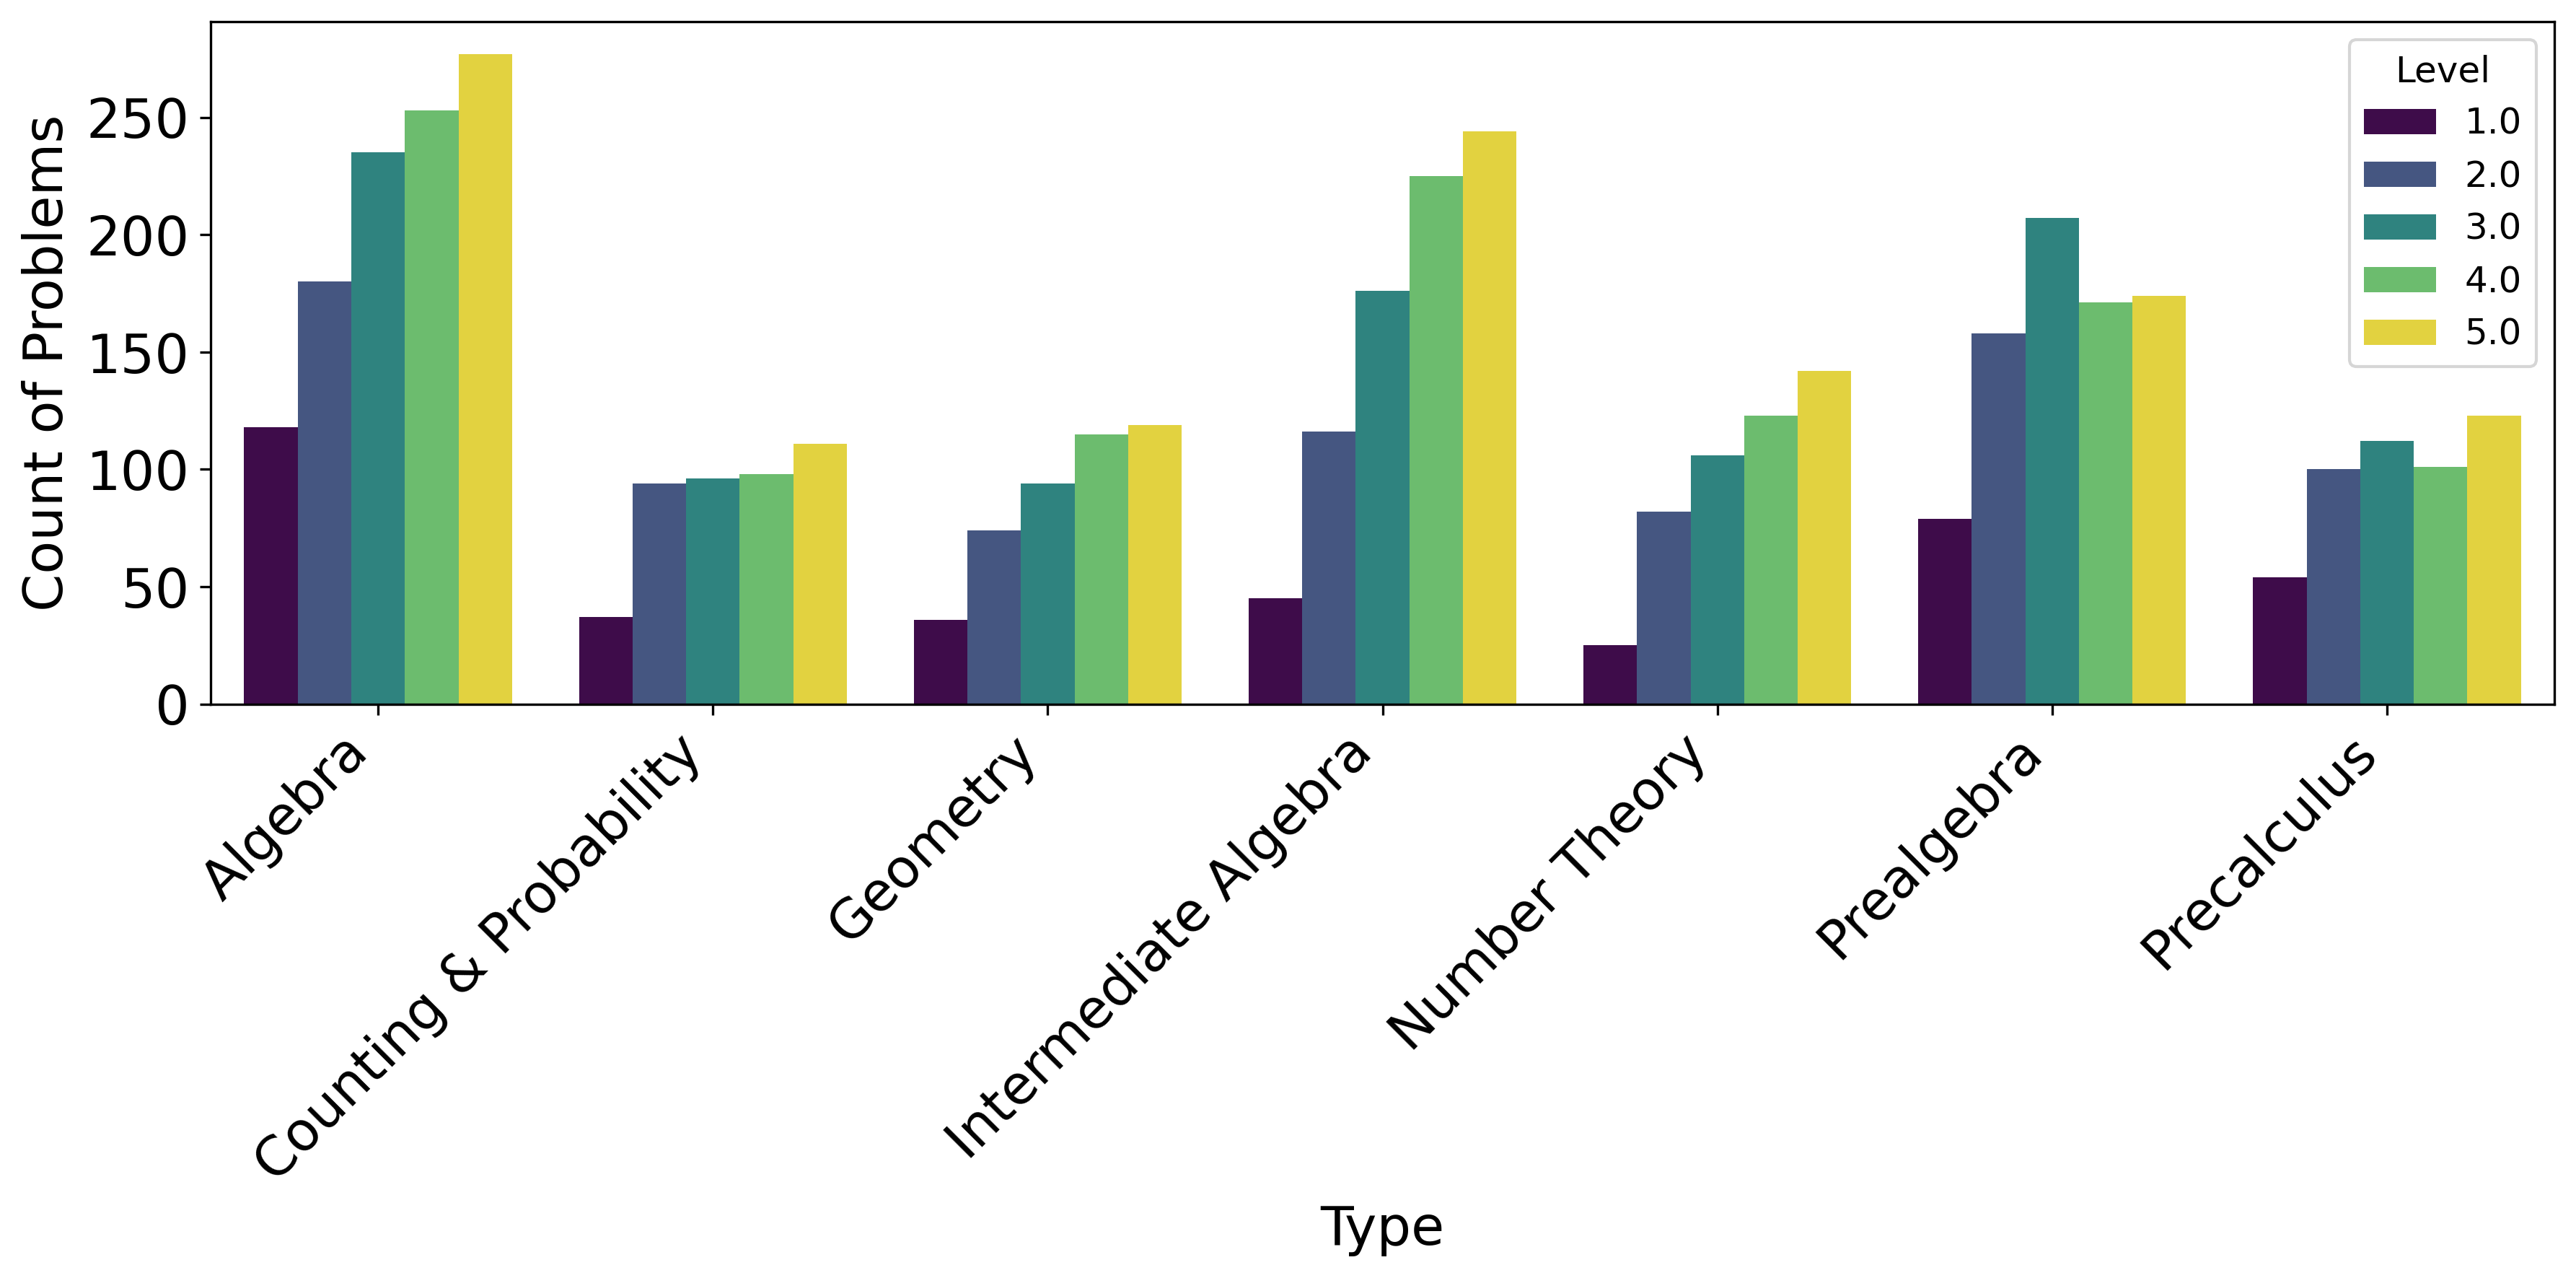 Count of Problems
250
200
150
100
50
0
Level
1.0
2.0
3.0
4.0
5.0
Algebra
Counting & Probability
Geometry
Intermediate Algebra
Number Theory
Prealgebra
Precalculus
Type